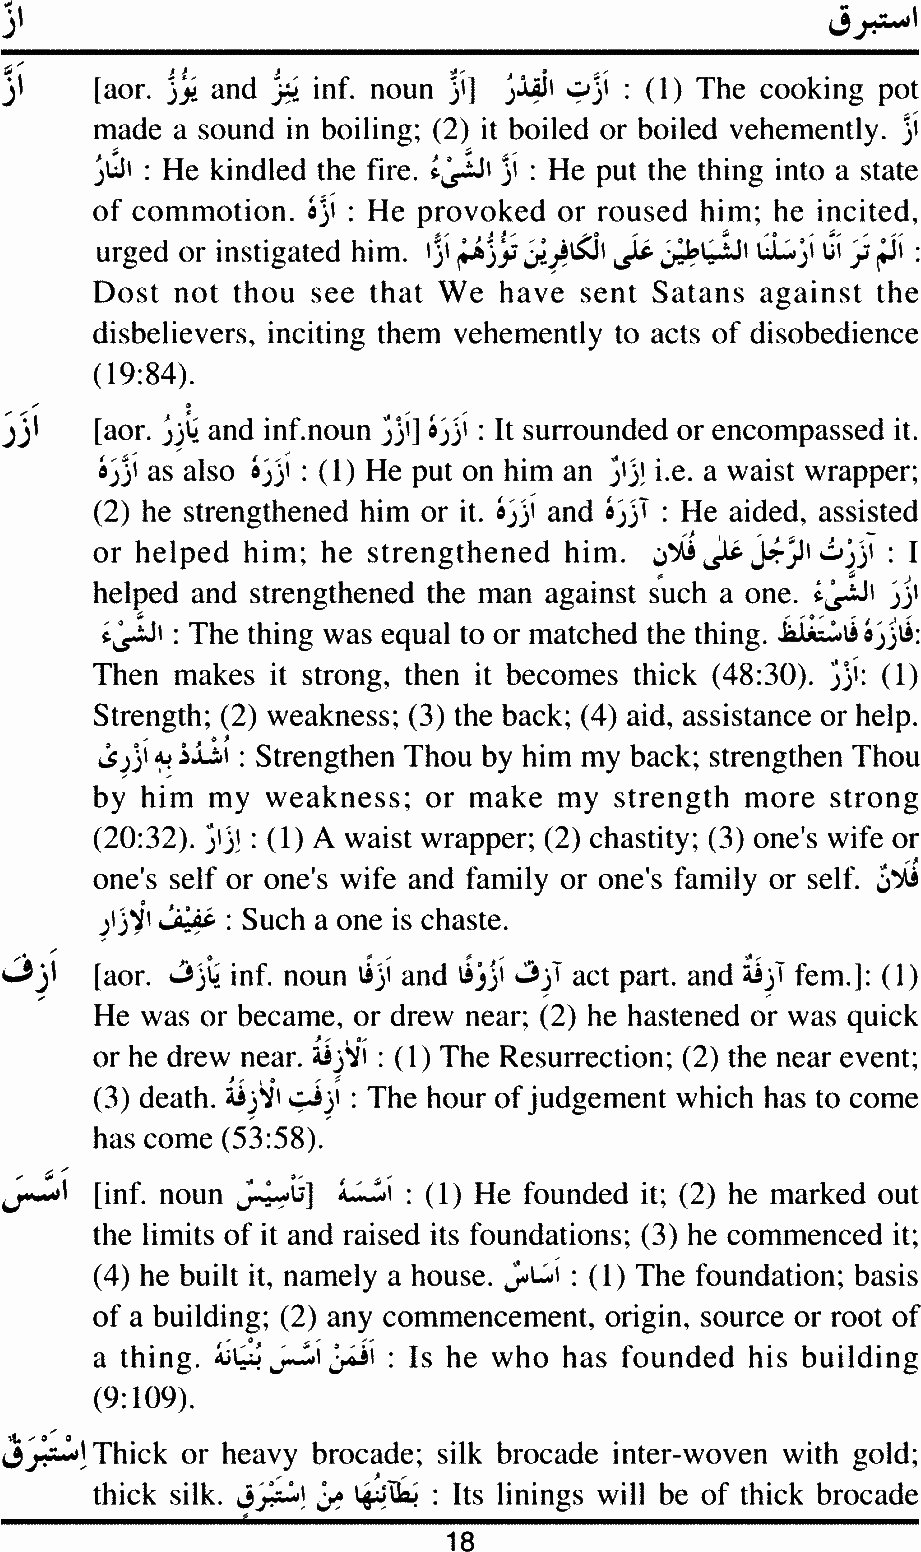 ازّ استبرق
اَزَّ [aor. يَؤُزُّ and يَئِزُّ inf. noun اَزٌّ] اَزَّتِ الْقِدْرُ : (1) The cooking pot
made a sound in boiling; (2) it boiled or boiled vehemently. اَزَّ
النَّارَ : He kindled the fire. اَزَّ الشَّيْءَ : He put the thing into a state
of commotion. اَزَّهٗ : He provoked or roused him; he incited,
urged or instigated him. اَلَمْ تَرَ اَنَّا اَرْسَلْنَا الشَّيَاطِيْنَ عَلَى الْكَافِرِيْنَ تَؤُزُّهُمْ اَزًّا :
Dost not thou see that We have sent Satans against the
disbelievers, inciting them vehemently to acts of disobedience
(19:84).
اَزَرَ [aor. يَأْزِرُ and inf.noun اَزْرٌ] اَزَرَهٗ : It surrounded or encompassed it.
اَزَّرَهٗ as also اَزَرَهٗ : (1) He put on him an اِزَارٌ i.e. a waist wrapper;
(2) he strengthened him or it. اَزَرَهٗ and آزَرَهٗ : He aided, assisted
or helped him; he strengthened him. آزَرْتُ الرَّجُلَ عَلٰى فُلَانٍ : I
helped and strengthened the man against such a one. ازَرَ الشَّيْءُ
الشَّيْءَ : The thing was equal to or matched the thing. فَاٰزَرَهٗ فَاسْتَغْلَظَ:
Then makes it strong, then it becomes thick (48:30). اَزْرٌ: (1)
Strength; (2) weakness; (3) the back; (4) aid, assistance or help.
اُشْدُدْ بِهٖ اَزْرِىْ : Strengthen Thou by him my back; strengthen Thou
by him my weakness; or make my strength more strong
(20:32). اِزَارٌ : (1) A waist wrapper; (2) chastity; (3) one's wife or
one's self or one's wife and family or one's family or self. فُلَانٌ
عَفِيْفُ الْاِزَارِ : Such a one is chaste.
اَزِفَ [aor. يَأْزَفُ inf. noun اَزَفًا and اُزُوْفًا آزِفٌ act part. and آزِفَةٌ fem.]: (1)
He was or became, or drew near; (2) he hastened or was quick
or he drew near. اَلْاٰزِفَةُ : (1) The Resurrection; (2) the near event;
(3) death. اَزِفَتِ الْاٰزِفَةُ : The hour of judgement which has to come
has come (53:58).
اَسَّسَ [inf. noun تَاْسِيْسٌ] اَسَّسَهٗ : (1) He founded it; (2) he marked out
the limits of it and raised its foundations; (3) he commenced it;
(4) he built it, namely a house. اَسَاسٌ : (1) The foundation; basis
of a building; (2) any commencement, origin, source or root of
a thing. اَفَمَنْ اَسَّسَ بُنْيَانَهٗ : Is he who has founded his building
(9:109).
اِسْتَبْرَقٌ Thick or heavy brocade; silk brocade inter-woven with gold;
thick silk. بَطَآئِنُهَا مِنْ اِسْتَبْرَقٍ : Its linings will be of thick brocade
18